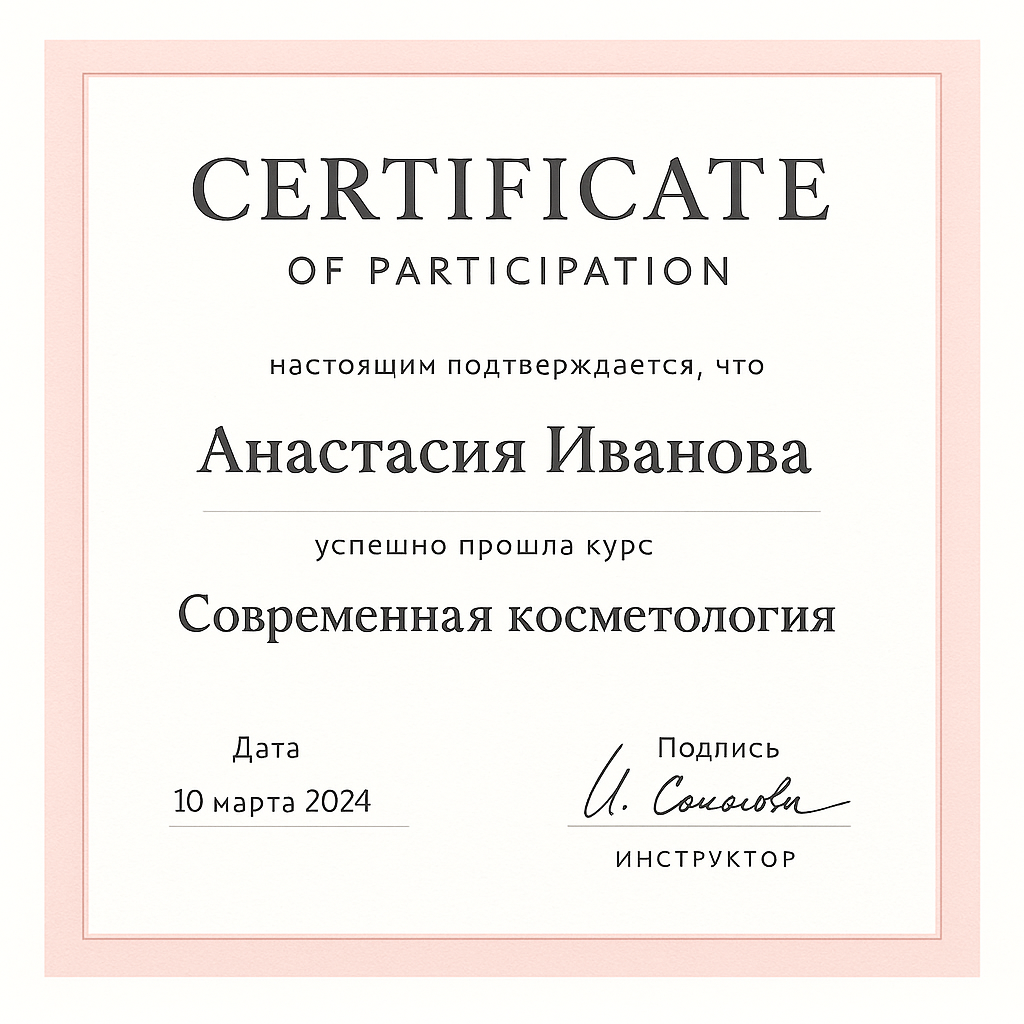 CERTIFICATE
OF PARTICIPATION
настоящим подтверждается, что
Анастасия Иванова
успешно прошла курс
Современная косметология
Дата
10 марта 2024
Подпись
И.
ИНСТРУКТОР